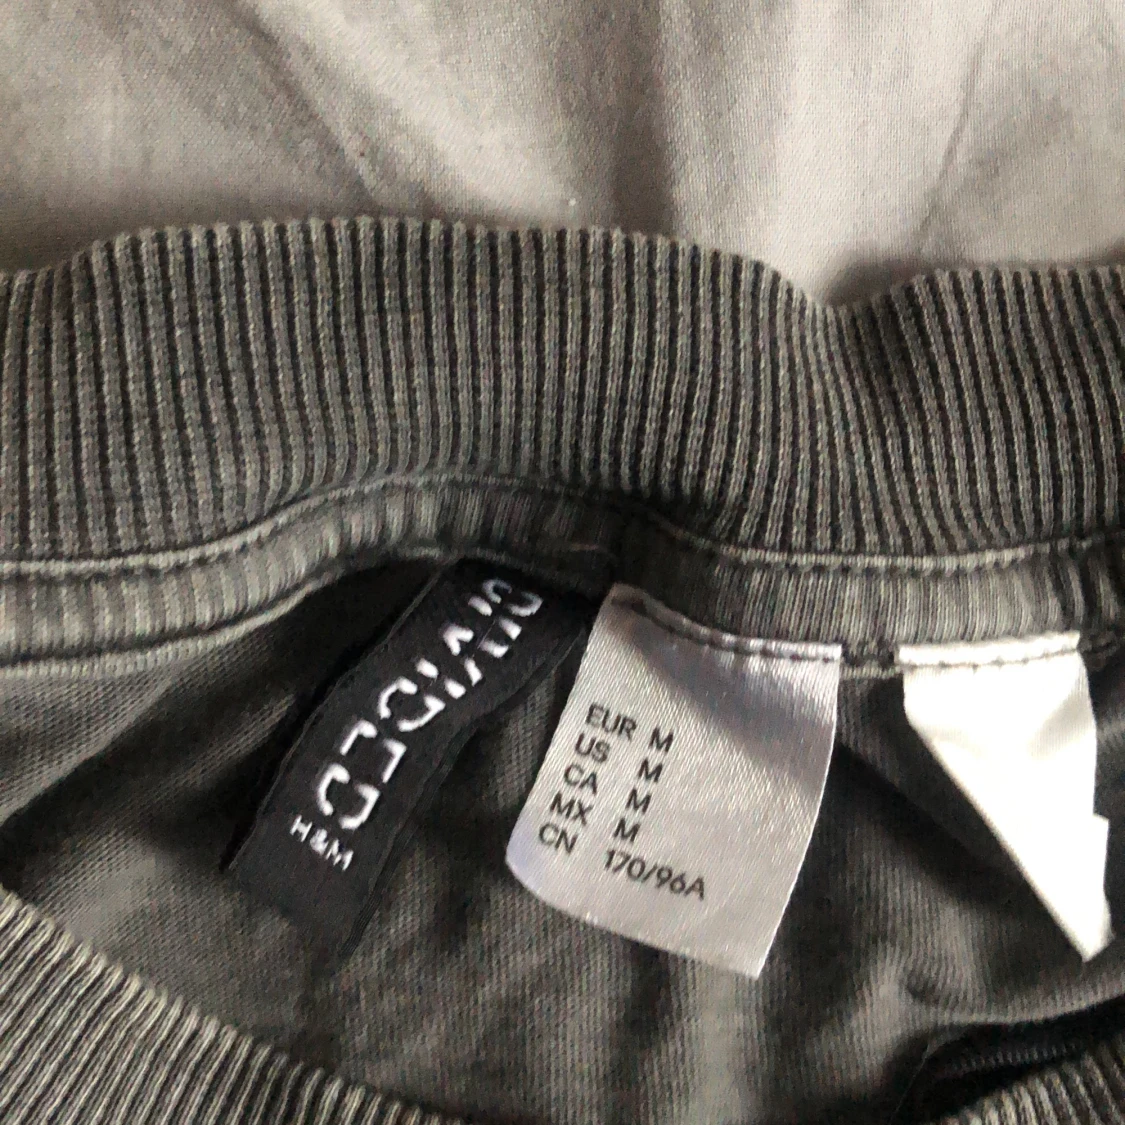 DIVIDED
H&M
EUR M
US M
CA M
MX M
CN 170/96A